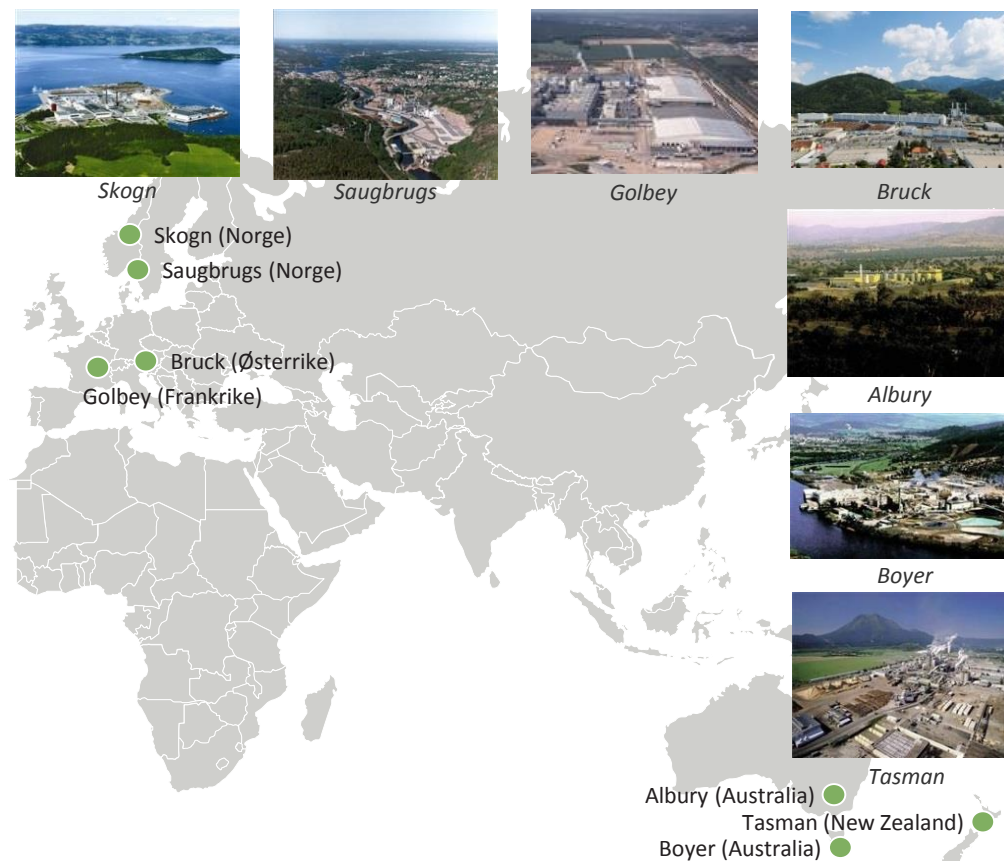 Skogn
Saugbrugs
Golbey
Bruck
Skogn (Norge)
Saugbrugs (Norge)
Bruck (Østerrike)
Golbey (Frankrike)
Albury
Boyer
Tasman
Albury (Australia)
Tasman (New Zealand)
Boyer (Australia)